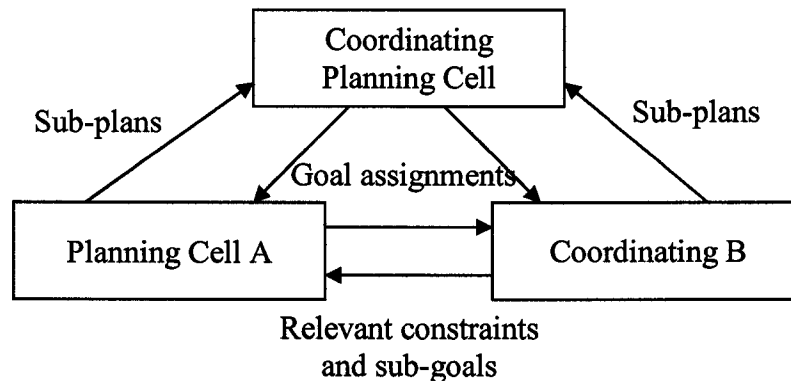 Coordinating
Planning Cell
Sub-plans
Sub-plans
Goal assignments
Planning Cell A
Coordinating B
Relevant constraints
and sub-goals